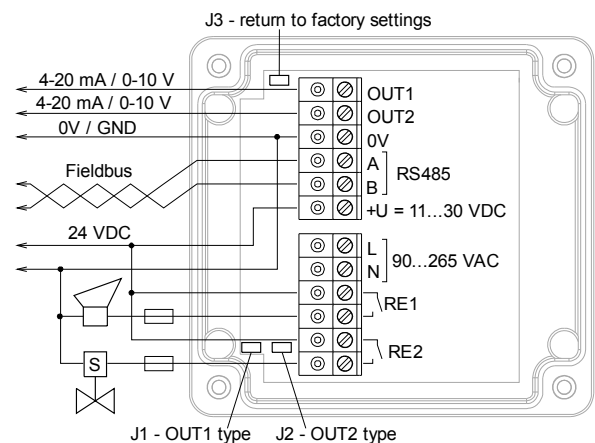 J3 - return to factory settings
4-20 mA / 0-10 V
OUT1
4-20 mA / 0-10 V
OUT2
0V / GND
0V
A
RS485
Fieldbus
B
+U = 11...30 VDC
24 VDC
L
90...265 VAC
N
RE1
RE2
S
J1 - OUT1 type
J2 - OUT2 type